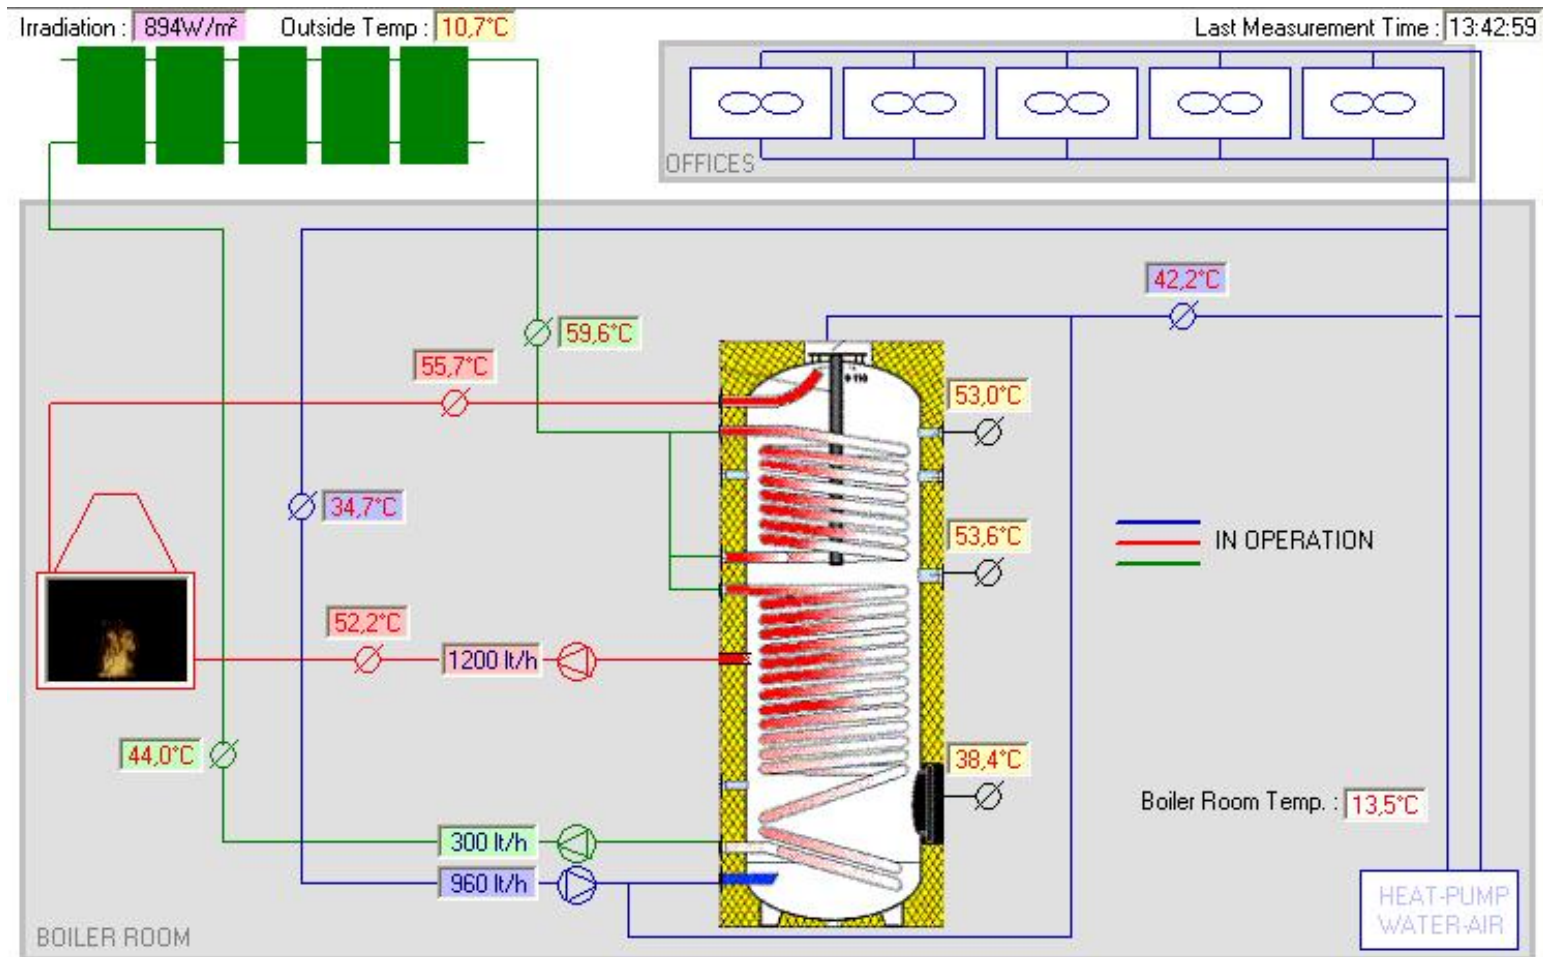 Irradiation : 894W/m² Outside Temp : 10,7°C Last Measurement Time : 13:42:59
OFFICES
42,2°C
59,6°C
55,7°C
53,0°C
34,7°C
53,6°C
IN OPERATION
52,2°C
1200 lt/h
44,0°C
38,4°C
Boiler Room Temp. : 13,5°C
300 lt/h
960 lt/h
HEAT-PUMP
WATER-AIR
BOILER ROOM